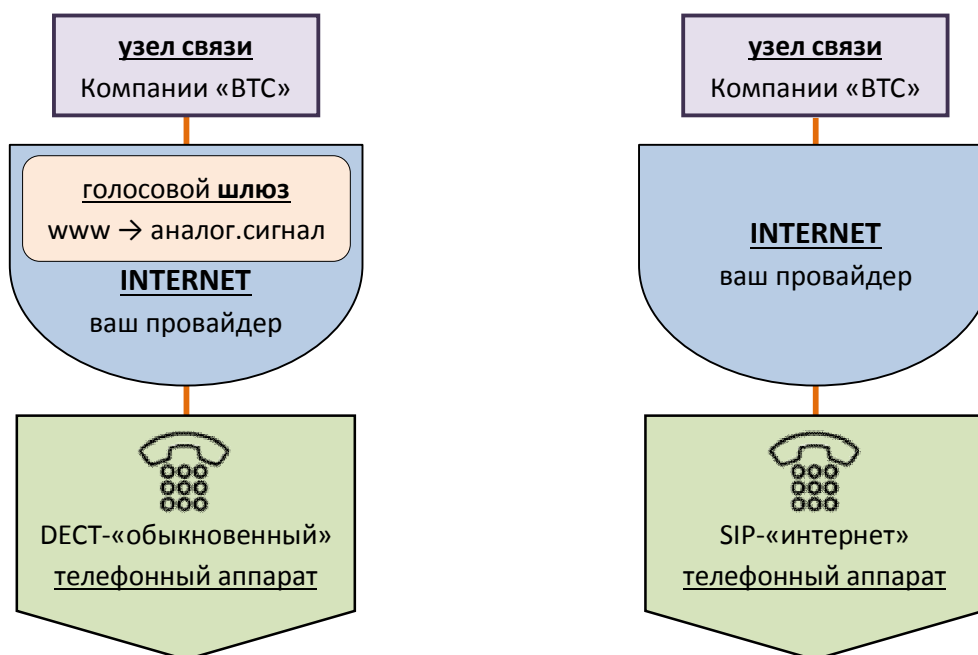 узел связи
Компании «ВТС»
голосовой шлюз
www → аналог.сигнал
INTERNET
ваш провайдер
DECT-«обыкновенный»
телефонный аппарат
узел связи
Компании «ВТС»
INTERNET
ваш провайдер
SIP-«интернет»
телефонный аппарат